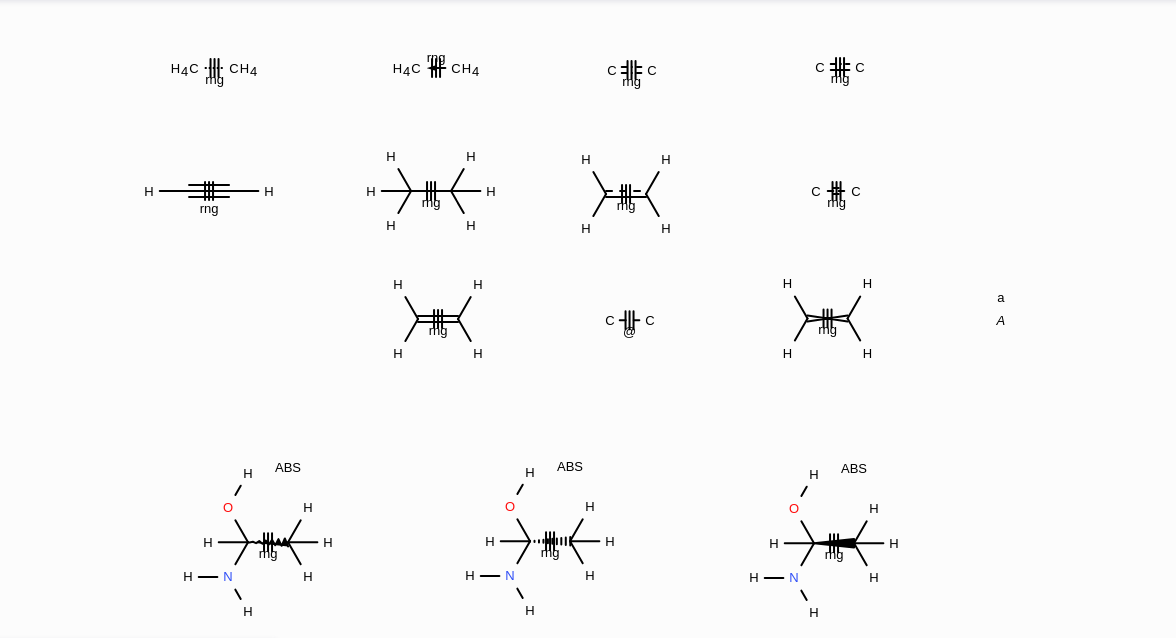 H4C CH4 rng
rng H4C CH4
C C rng
C C rng
H H rng
H H H H H H rng
H H H H rng
C C rng
H H H H rng
C C @
H H H H rng
a
A
ABS
H
O H
H H
rng
H N H
H
ABS
H
O H
H H
rng
H N H
H
ABS
H
O H
H H
rng
H N H
H